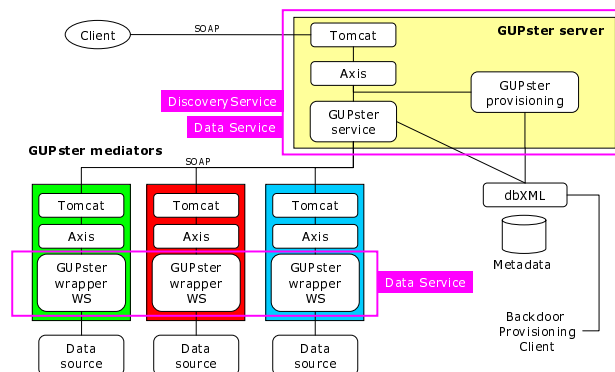 Client
SOAP
Tomcat
GUPster server
Axis
GUPster
provisioning
DiscoveryService
Data Service
GUPster
service
GUPster mediators
SOAP
dbXML
Metadata
Tomcat
Tomcat
Tomcat
Axis
Axis
Axis
GUPster
wrapper
WS
GUPster
wrapper
WS
GUPster
wrapper
WS
Data Service
Backdoor
Provisioning
Client
Data
source
Data
source
Data
source